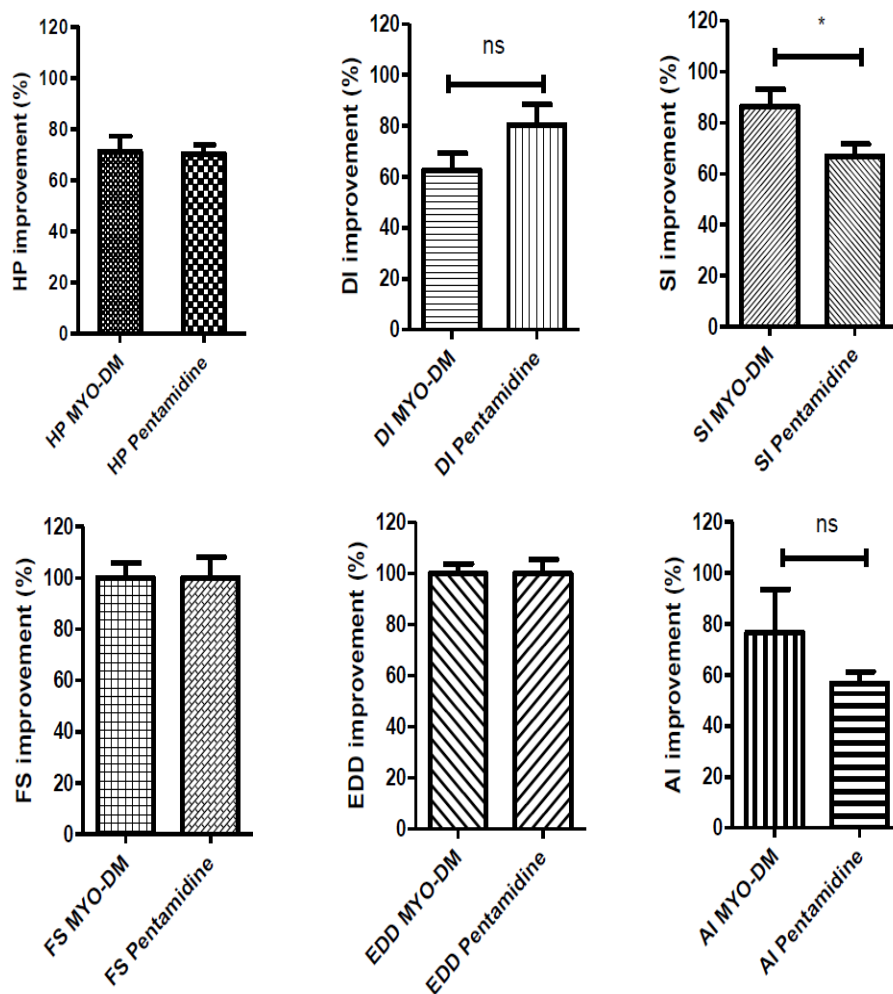 HP improvement (%)
120
100
80
60
40
20
0
HP MYO-DM
HP Pentamidine
DI improvement (%)
120
100
80
60
40
20
0
ns
DI MYO-DM
DI Pentamidine
SI improvement (%)
120
100
80
60
40
20
0
*
SI MYO-DM
SI Pentamidine
FS improvement (%)
120
100
80
60
40
20
0
FS MYO-DM
FS Pentamidine
EDD improvement (%)
120
100
80
60
40
20
0
EDD MYO-DM
EDD Pentamidine
AI improvement (%)
120
100
80
60
40
20
0
ns
AI MYO-DM
AI Pentamidine